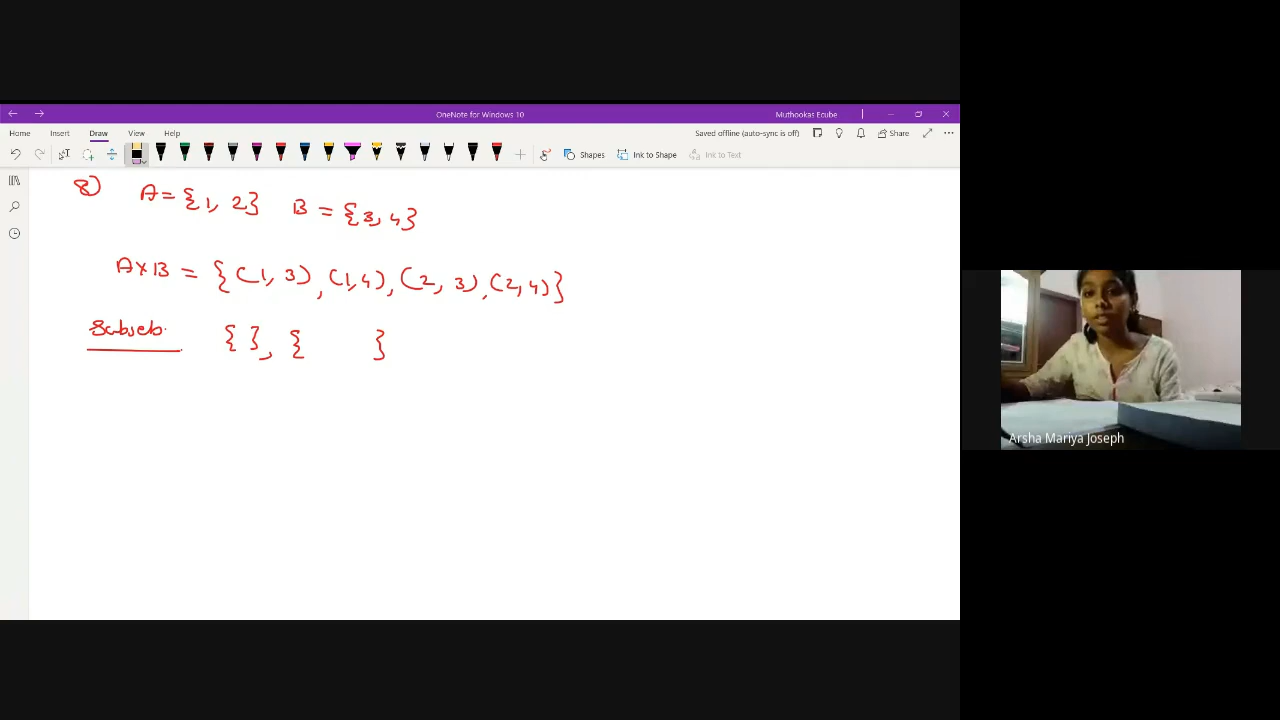 OneNote for Windows 10
Muthookas Ecube
Home Insert Draw View Help
Saved offline (auto-sync is off)
Share
Shapes
Ink to Shape
Ink to Text
8) A = {1, 2} B = {3, 4}
A×B = {(1, 3), (1,4), (2, 3), (2,4)}
Subsets { }, { }
Arsha Mariya Joseph